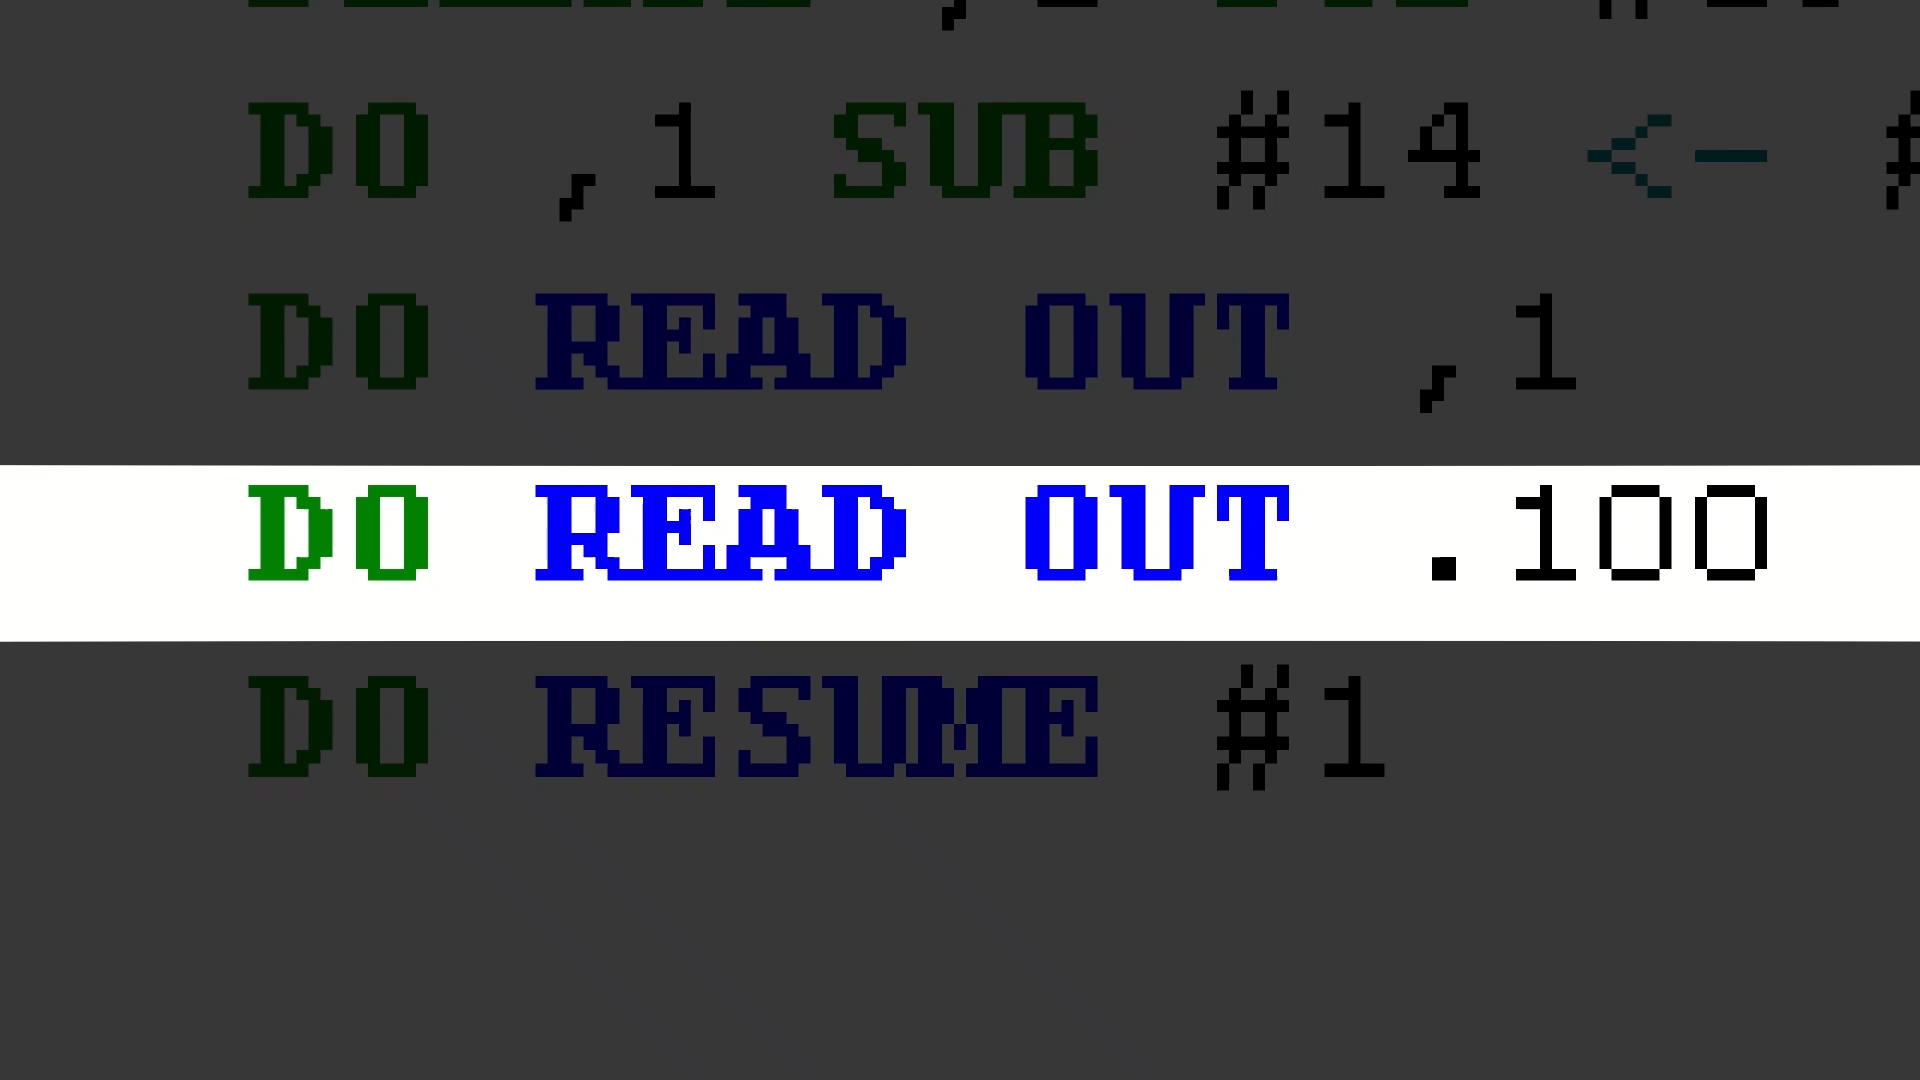 DO ,1 SUB #14 <- #
DO READ OUT ,1
DO READ OUT .100
DO RESUME #1